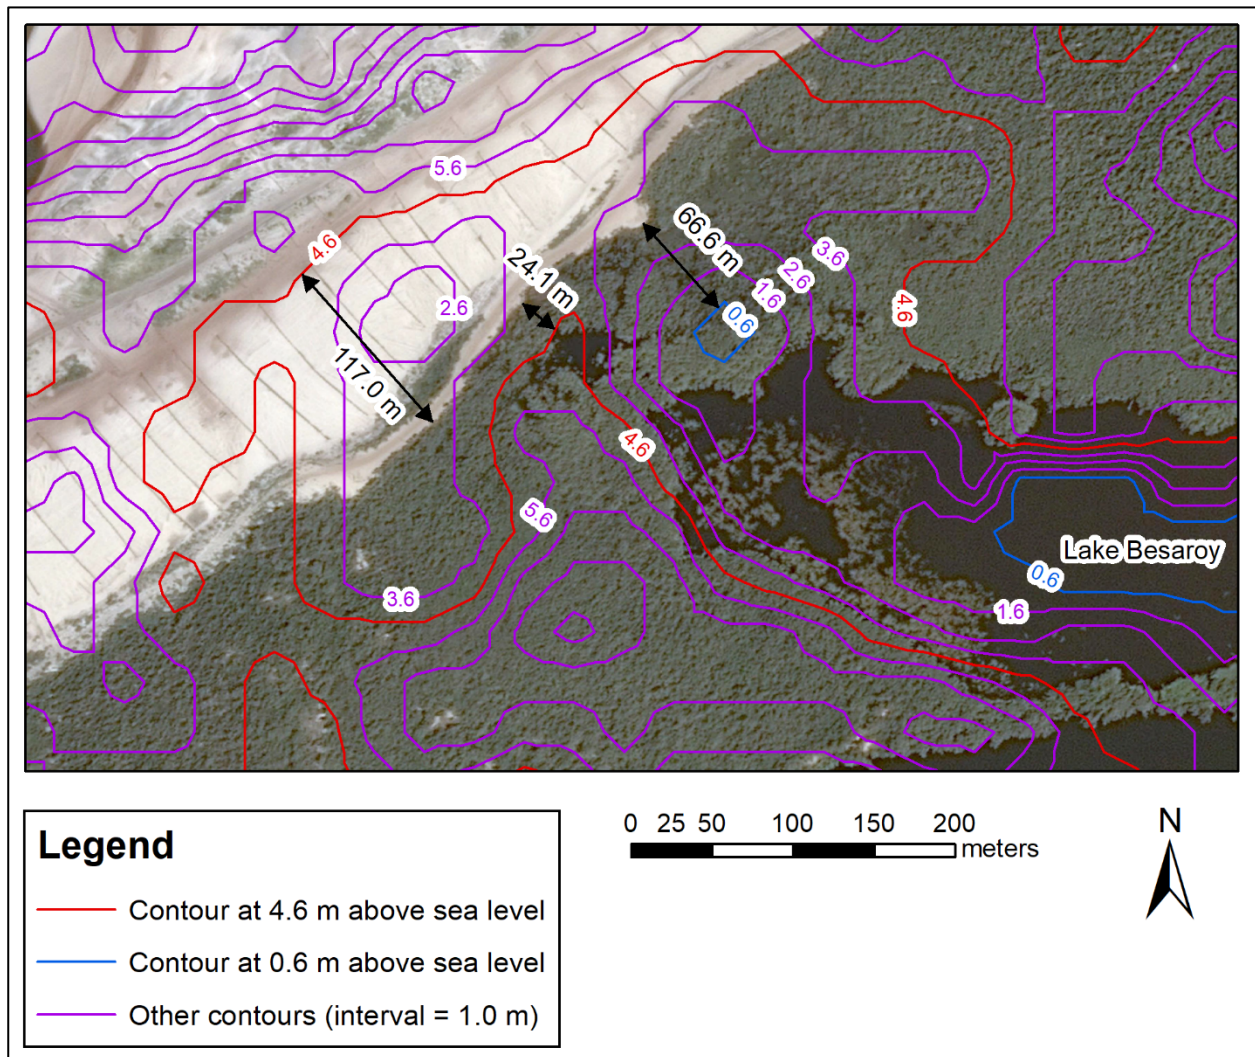 5.6
4.6
66.6 m
3.6
2.6
24.1 m
1.6
4.6
2.6
0.6
117.0 m
4.6
5.6
Lake Besaroy
0.6
3.6
1.6
Legend
Contour at 4.6 m above sea level
Contour at 0.6 m above sea level
Other contours (interval = 1.0 m)
0 25 50 100 150 200
meters
N